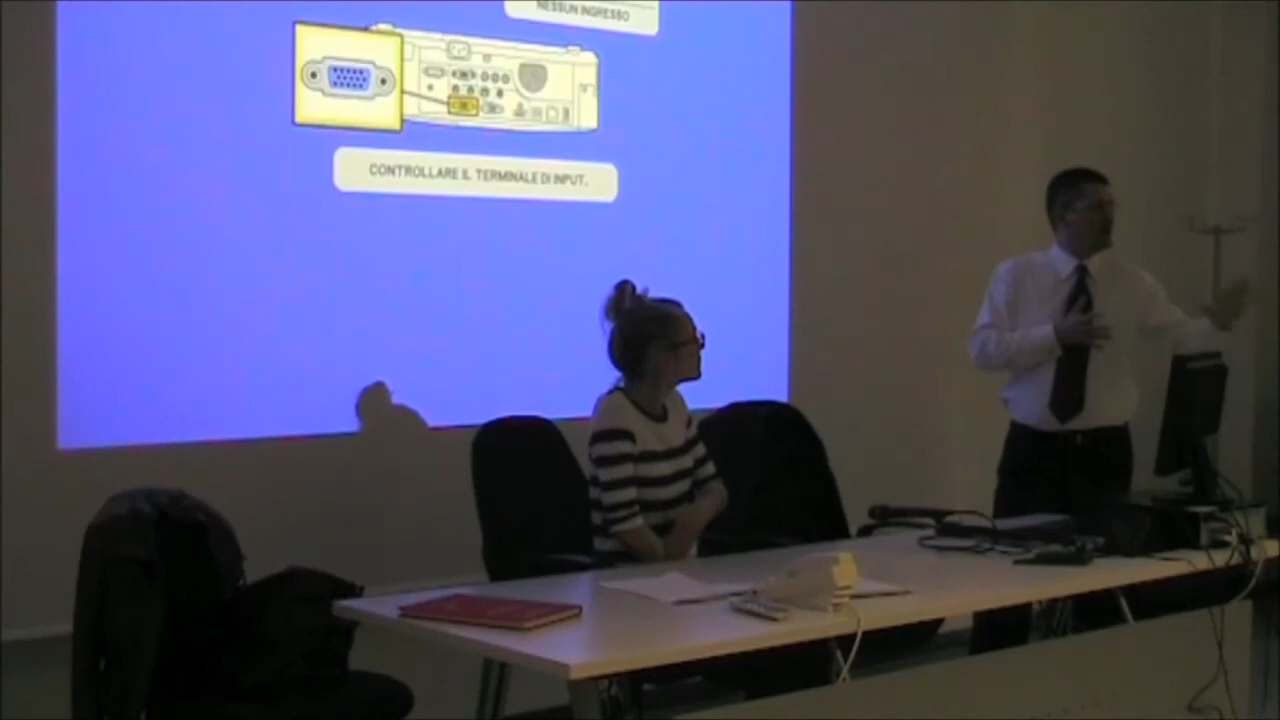 NESSUN INGRESSO
CONTROLLARE IL TERMINALE DI INPUT.